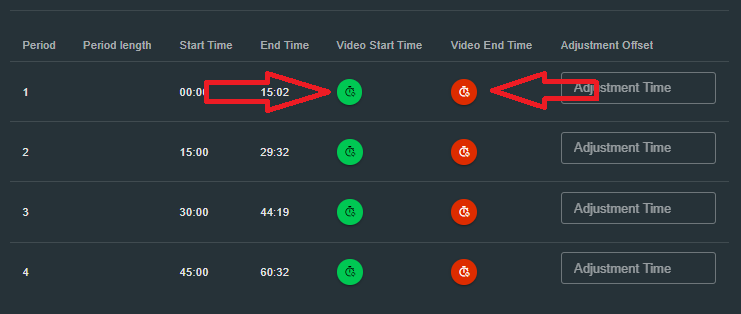 Period Period length Start Time End Time Video Start Time Video End Time Adjustment Offset
1 00:00 15:02 Adjustment Time
2 15:00 29:32 Adjustment Time
3 30:00 44:19 Adjustment Time
4 45:00 60:32 Adjustment Time